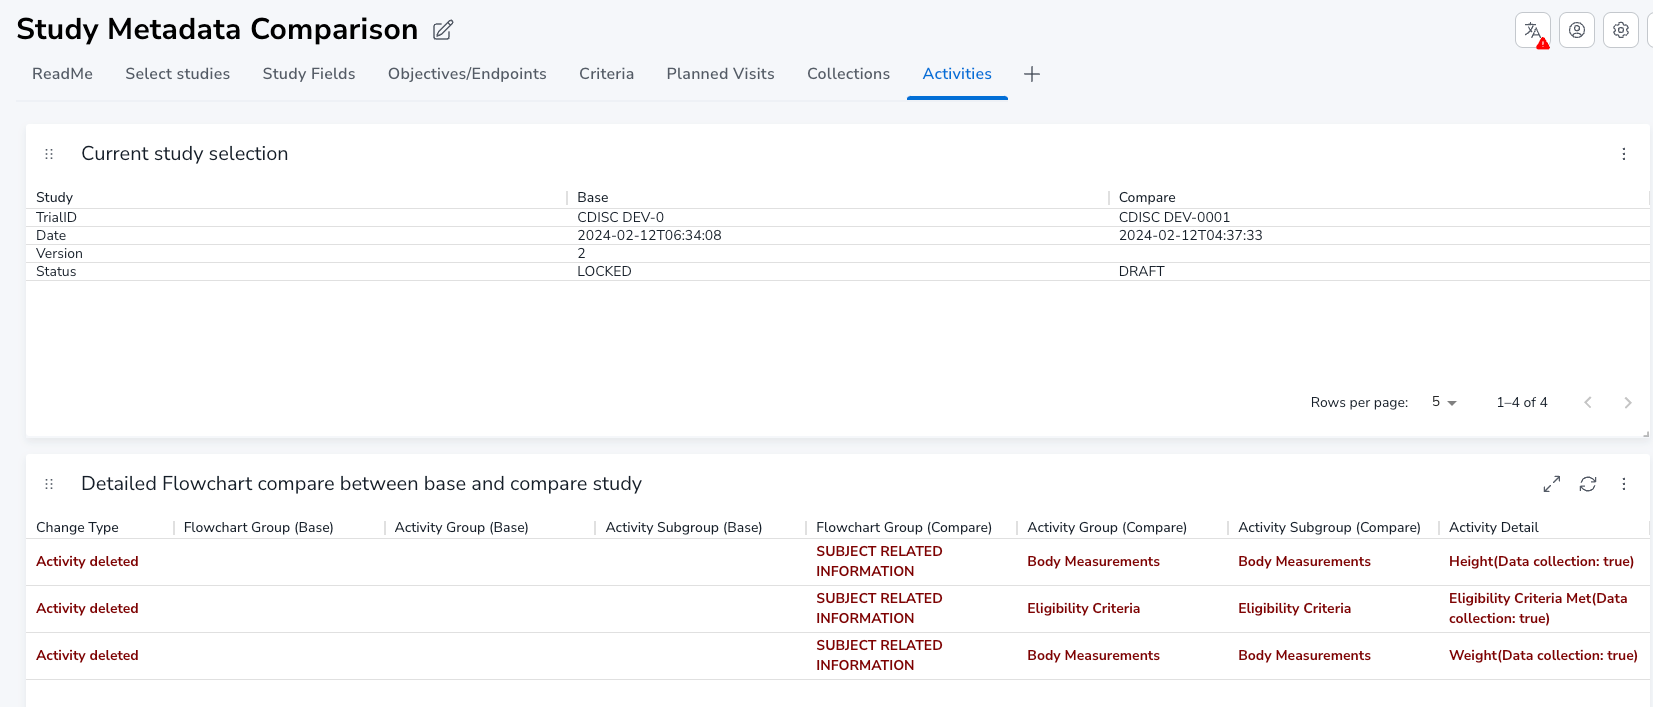 Study Metadata Comparison
ReadMe Select studies Study Fields Objectives/Endpoints Criteria Planned Visits Collections Activities
Current study selection
Study Base Compare
TrialID CDISC DEV-0 CDISC DEV-0001
Date 2024-02-12T06:34:08 2024-02-12T04:37:33
Version 2
Status LOCKED DRAFT
Rows per page: 5 1–4 of 4
Detailed Flowchart compare between base and compare study
Change Type Flowchart Group (Base) Activity Group (Base) Activity Subgroup (Base) Flowchart Group (Compare) Activity Group (Compare) Activity Subgroup (Compare) Activity Detail
Activity deleted SUBJECT RELATED INFORMATION Body Measurements Body Measurements Height(Data collection: true)
Activity deleted SUBJECT RELATED INFORMATION Eligibility Criteria Eligibility Criteria Eligibility Criteria Met(Data collection: true)
Activity deleted SUBJECT RELATED INFORMATION Body Measurements Body Measurements Weight(Data collection: true)